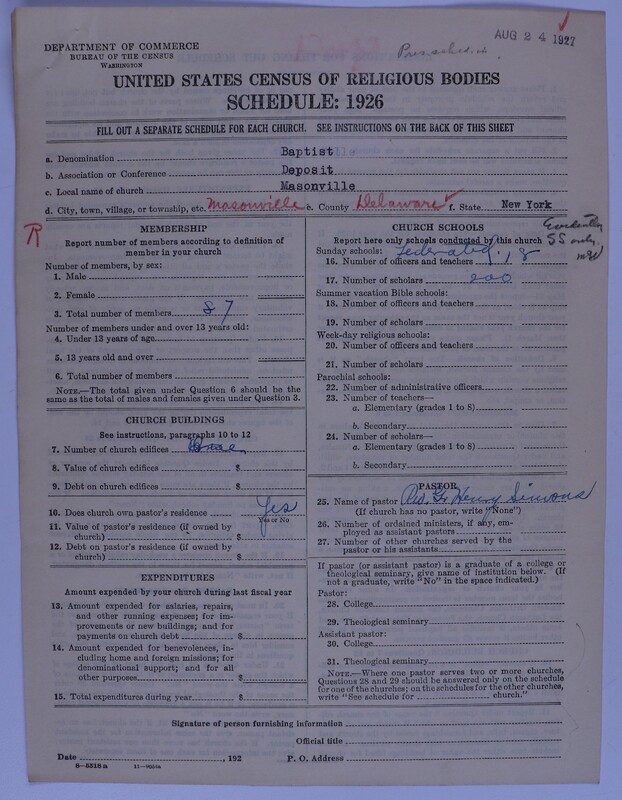 AUG 24 1927
DEPARTMENT OF COMMERCE
BUREAU OF THE CENSUS
WASHINGTON
UNITED STATES CENSUS OF RELIGIOUS BODIES
SCHEDULE: 1926
FILL OUT A SEPARATE SCHEDULE FOR EACH CHURCH. SEE INSTRUCTIONS ON THE BACK OF THIS SHEET
a. Denomination Baptist
b. Association or Conference Deposit
c. Local name of church Masonville
d. City, town, village, or township, etc. Masonville e. County Delaware f. State New York
R
MEMBERSHIP
Report number of members according to definition of
member in your church
Number of members, by sex:
1. Male
2. Female
3. Total number of members 87
Number of members under and over 13 years old:
4. Under 13 years of age
5. 13 years old and over
6. Total number of members
NOTE.—The total given under Question 6 should be the
same as the total of males and females given under Question 3.
CHURCH BUILDINGS
See instructions, paragraphs 10 to 12
7. Number of church edifices One
8. Value of church edifices $
9. Debt on church edifices $
10. Does church own pastor's residence Yes
Yes or No
11. Value of pastor's residence (if owned by
church) $
12. Debt on pastor's residence (if owned by
church) $
EXPENDITURES
Amount expended by your church during last fiscal year
13. Amount expended for salaries, repairs,
and other running expenses; for im-
provements or new buildings; and for
payments on church debt $
14. Amount expended for benevolences, in-
cluding home and foreign missions; for
denominational support; and for all
other purposes $
15. Total expenditures during year $
CHURCH SCHOOLS
Report here only schools conducted by this church
Evidently
SS only.
Sunday schools: Federated
16. Number of officers and teachers 18
17. Number of scholars 200
Summer vacation Bible schools:
18. Number of officers and teachers
19. Number of scholars
Week-day religious schools:
20. Number of officers and teachers
21. Number of scholars
Parochial schools:
22. Number of administrative officers
23. Number of teachers—
a. Elementary (grades 1 to 8)
b. Secondary
24. Number of scholars—
a. Elementary (grades 1 to 8)
b. Secondary
PASTOR
25. Name of pastor Henry Simons
(If church has no pastor, write "None")
26. Number of ordained ministers, if any, em-
ployed as assistant pastors
27. Number of other churches served by the
pastor or his assistants
If pastor (or assistant pastor) is a graduate of a college or
theological seminary, give name of institution below. (If
not a graduate, write "No" in the space indicated.)
Pastor:
28. College
29. Theological seminary
Assistant pastor:
30. College
31. Theological seminary
NOTE.—Where one pastor serves two or more churches,
Questions 28 and 29 should be answered only on the schedule
for one of the churches; on the schedules for the other churches,
write "See schedule for church."
Signature of person furnishing information
Official title
Date , 192 P. O. Address
8-5518 a